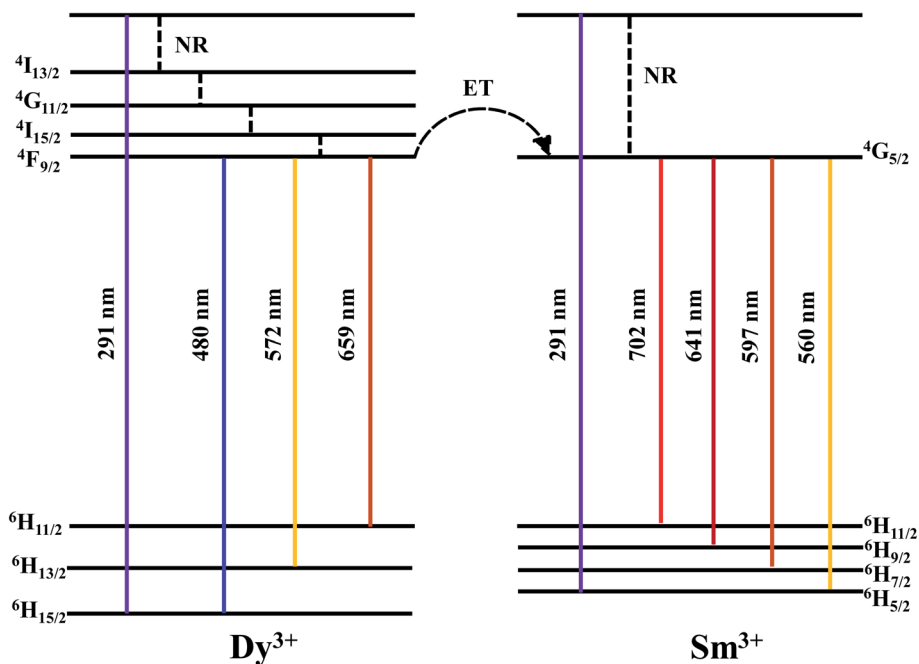 NR
⁴I₁₃/₂
⁴G₁₁/₂
⁴I₁₅/₂
⁴F₉/₂
291 nm
480 nm
572 nm
659 nm
⁶H₁₁/₂
⁶H₁₃/₂
⁶H₁₅/₂
Dy³⁺
ET
NR
⁴G₅/₂
291 nm
702 nm
641 nm
597 nm
560 nm
⁶H₁₁/₂
⁶H₉/₂
⁶H₇/₂
⁶H₅/₂
Sm³⁺